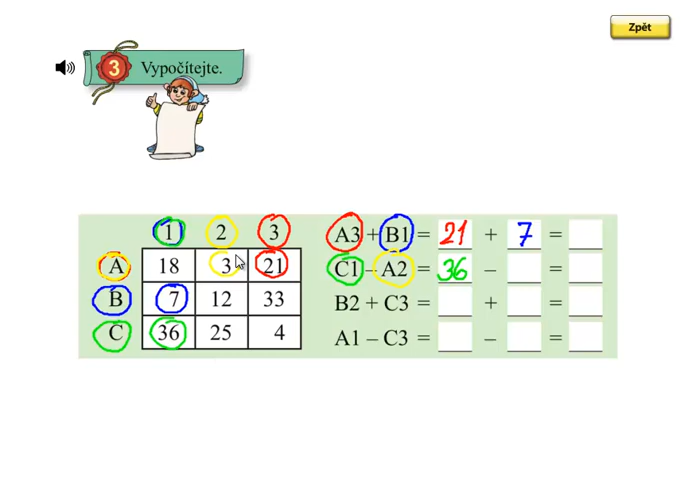 Zpět
3 Vypočítejte.
1 2 3
A 18 3 21
B 7 12 33
C 36 25 4
A3 + B1 = 21 + 7 =
C1 – A2 = 36 – =
B2 + C3 = + =
A1 – C3 = – =